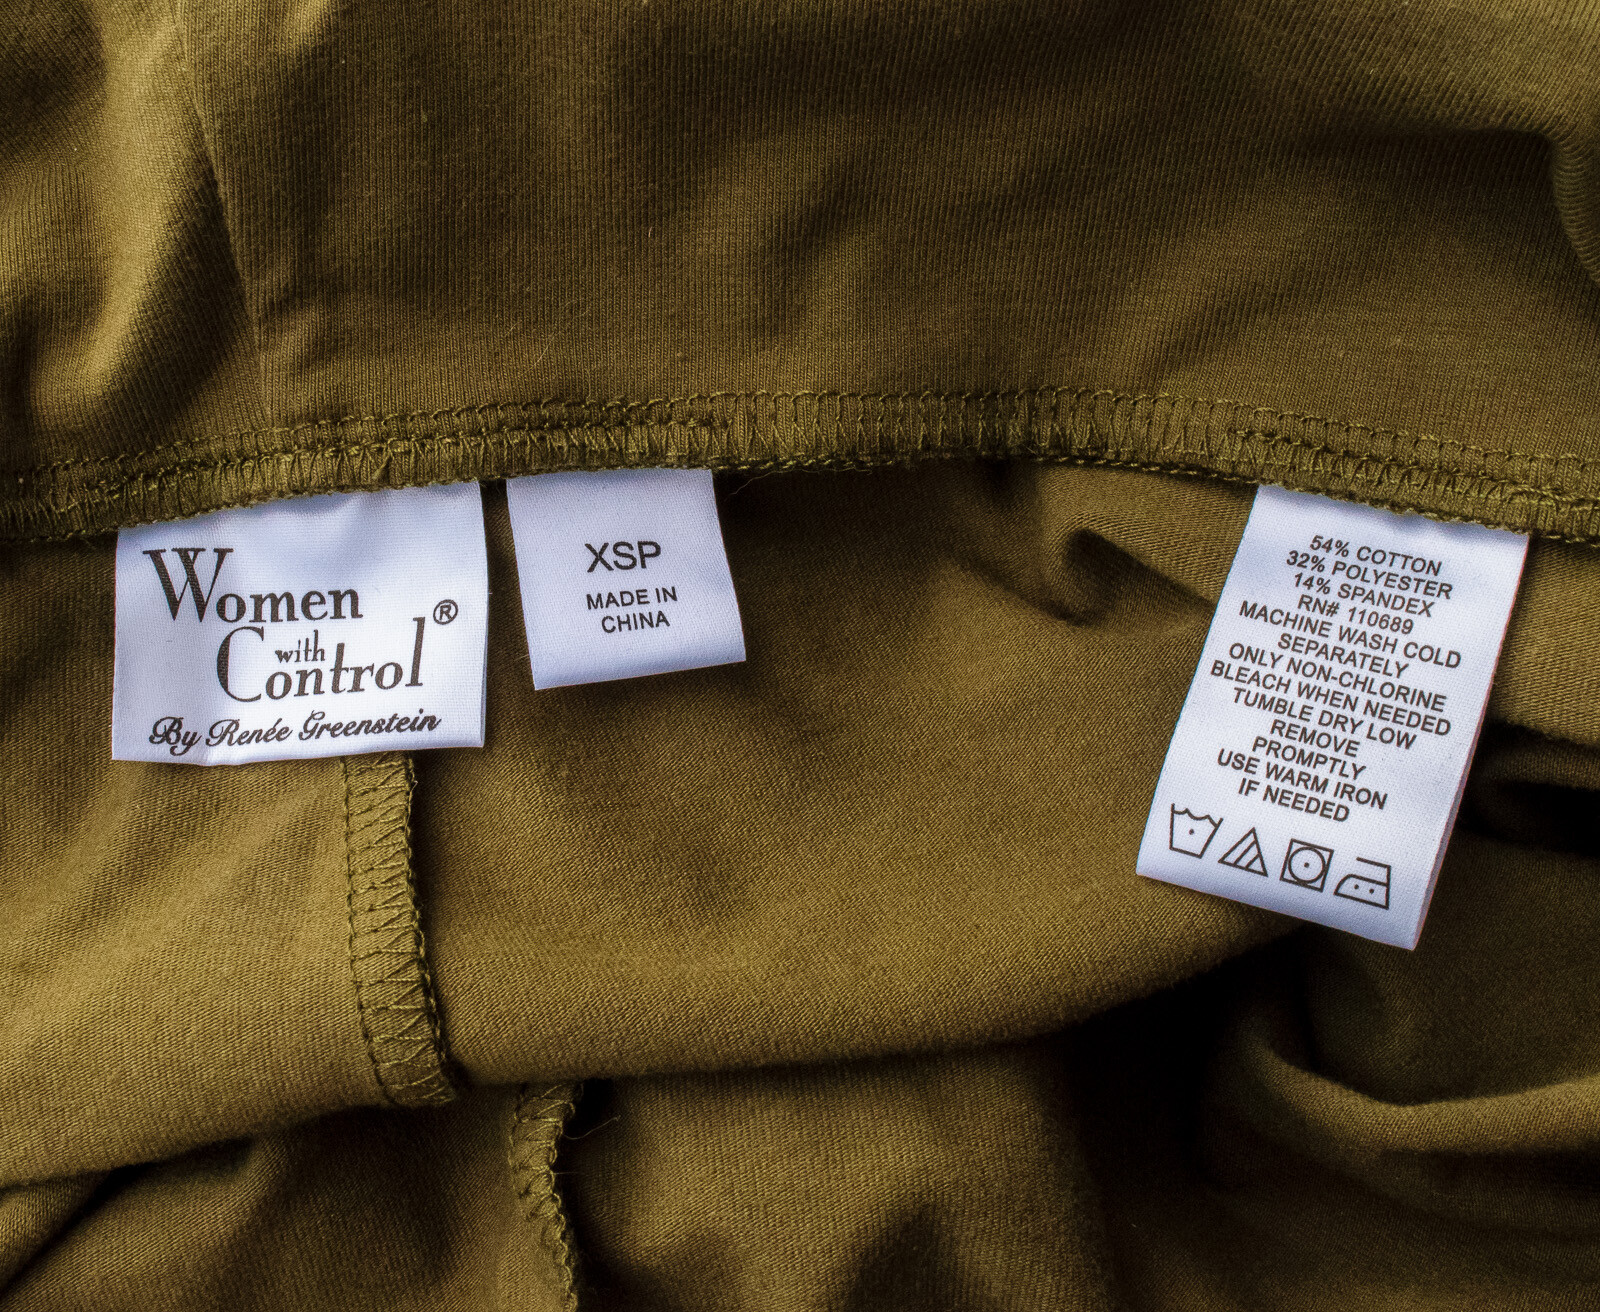 Women
with
Control®
By Renée Greenstein
XSP
MADE IN
CHINA
54% COTTON
32% POLYESTER
14% SPANDEX
RN# 110689
MACHINE WASH COLD
SEPARATELY
ONLY NON-CHLORINE
BLEACH WHEN NEEDED
TUMBLE DRY LOW
REMOVE
PROMPTLY
USE WARM IRON
IF NEEDED